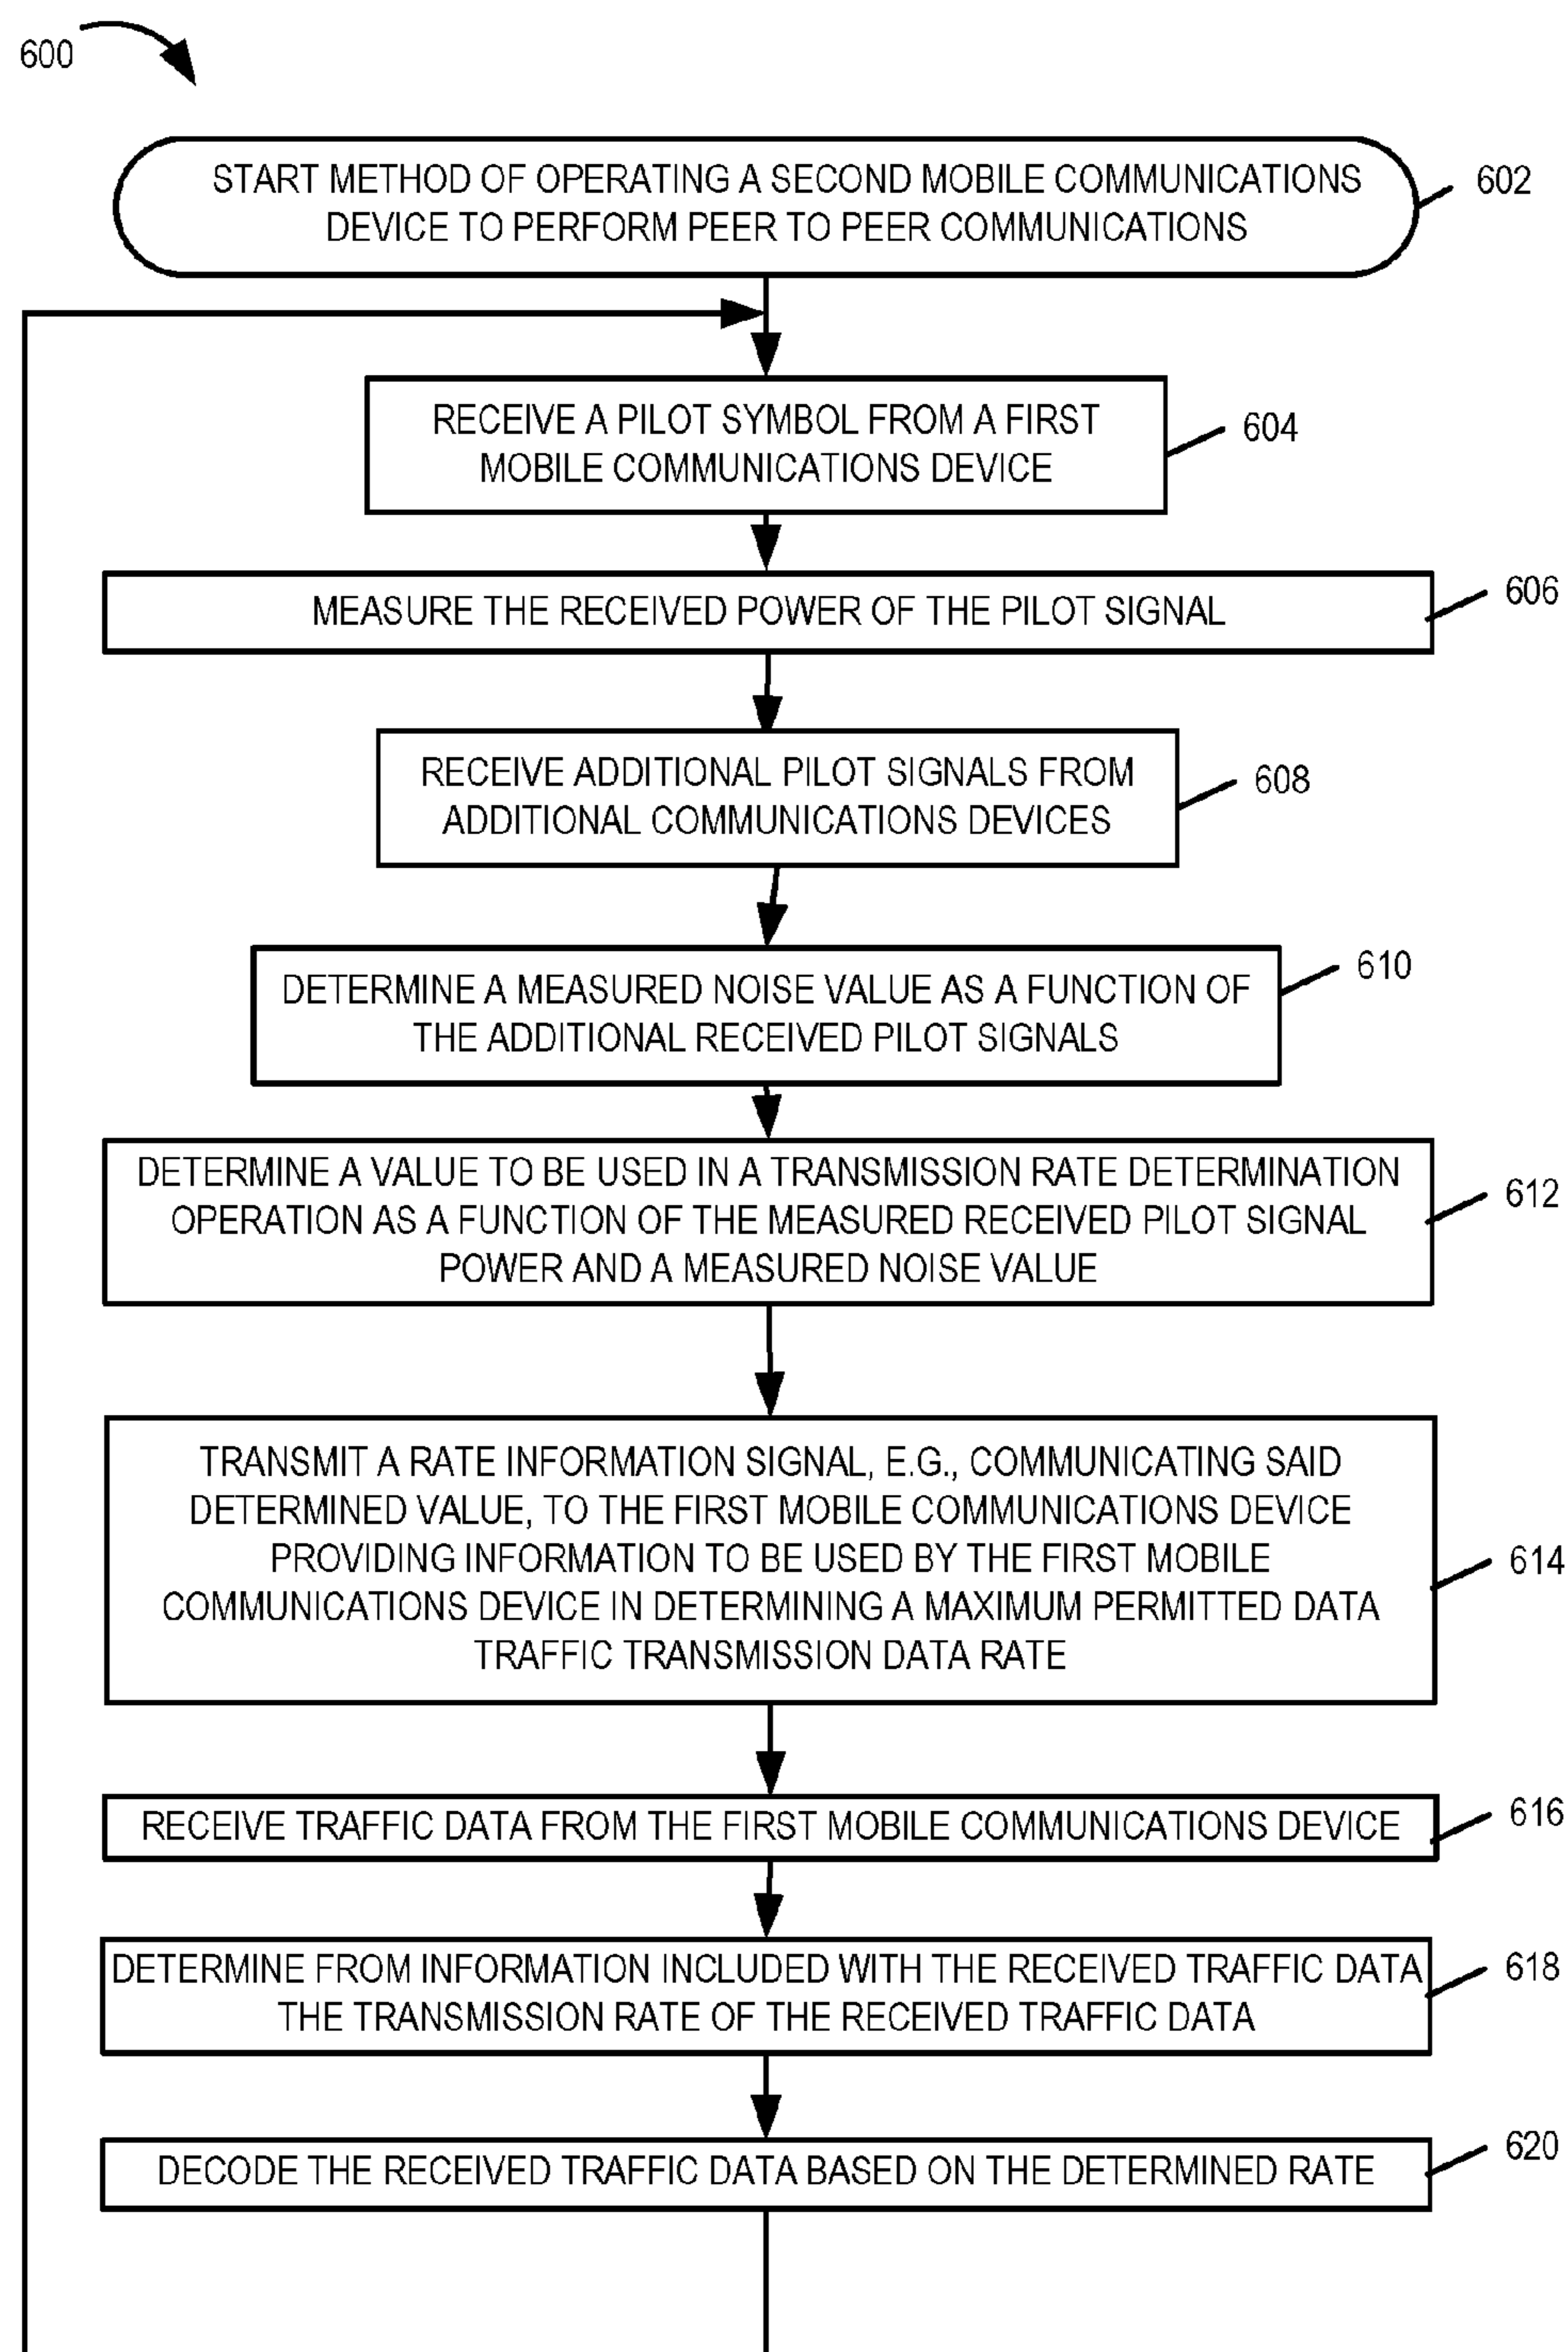 600
START METHOD OF OPERATING A SECOND MOBILE COMMUNICATIONS
DEVICE TO PERFORM PEER TO PEER COMMUNICATIONS
602
RECEIVE A PILOT SYMBOL FROM A FIRST
MOBILE COMMUNICATIONS DEVICE
604
MEASURE THE RECEIVED POWER OF THE PILOT SIGNAL
606
RECEIVE ADDITIONAL PILOT SIGNALS FROM
ADDITIONAL COMMUNICATIONS DEVICES
608
DETERMINE A MEASURED NOISE VALUE AS A FUNCTION OF
THE ADDITIONAL RECEIVED PILOT SIGNALS
610
DETERMINE A VALUE TO BE USED IN A TRANSMISSION RATE DETERMINATION
OPERATION AS A FUNCTION OF THE MEASURED RECEIVED PILOT SIGNAL
POWER AND A MEASURED NOISE VALUE
612
TRANSMIT A RATE INFORMATION SIGNAL, E.G., COMMUNICATING SAID
DETERMINED VALUE, TO THE FIRST MOBILE COMMUNICATIONS DEVICE
PROVIDING INFORMATION TO BE USED BY THE FIRST MOBILE
COMMUNICATIONS DEVICE IN DETERMINING A MAXIMUM PERMITTED DATA
TRAFFIC TRANSMISSION DATA RATE
614
RECEIVE TRAFFIC DATA FROM THE FIRST MOBILE COMMUNICATIONS DEVICE
616
DETERMINE FROM INFORMATION INCLUDED WITH THE RECEIVED TRAFFIC DATA
THE TRANSMISSION RATE OF THE RECEIVED TRAFFIC DATA
618
DECODE THE RECEIVED TRAFFIC DATA BASED ON THE DETERMINED RATE
620